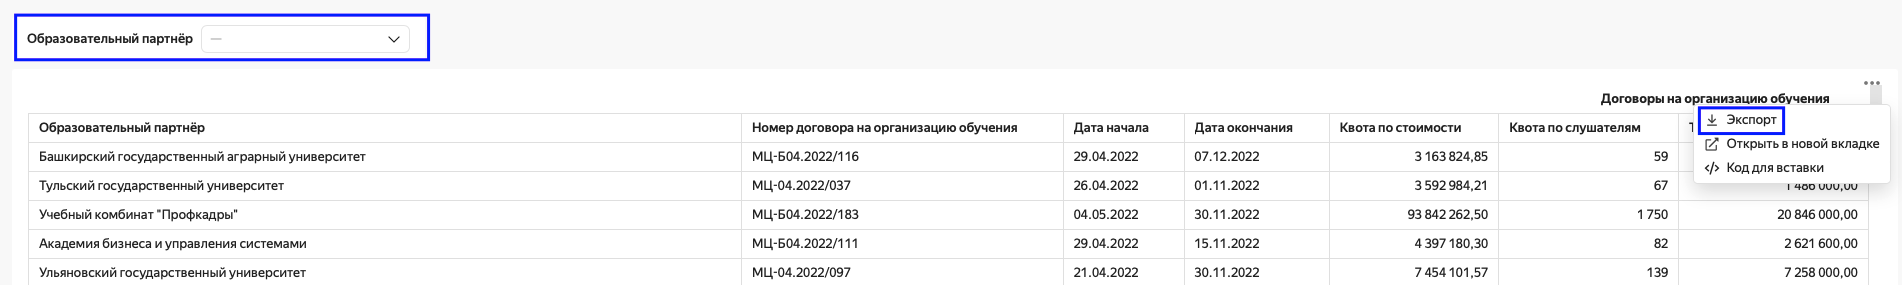 Образовательный партнёр —
Договоры на организацию обучения
Экспорт
Открыть в новой вкладке
Код для вставки
Образовательный партнёр Номер договора на организацию обучения Дата начала Дата окончания Квота по стоимости Квота по слушателям
Башкирский государственный аграрный университет МЦ-Б04.2022/116 29.04.2022 07.12.2022 3 163 824,85 59
Тульский государственный университет МЦ-04.2022/037 26.04.2022 01.11.2022 3 592 984,21 67 1 486 000,00
Учебный комбинат "Профкадры" МЦ-Б04.2022/183 04.05.2022 30.11.2022 93 842 262,50 1 750 20 846 000,00
Академия бизнеса и управления системами МЦ-Б04.2022/111 29.04.2022 15.11.2022 4 397 180,30 82 2 621 600,00
Ульяновский государственный университет МЦ-04.2022/097 21.04.2022 30.11.2022 7 454 101,57 139 7 258 000,00